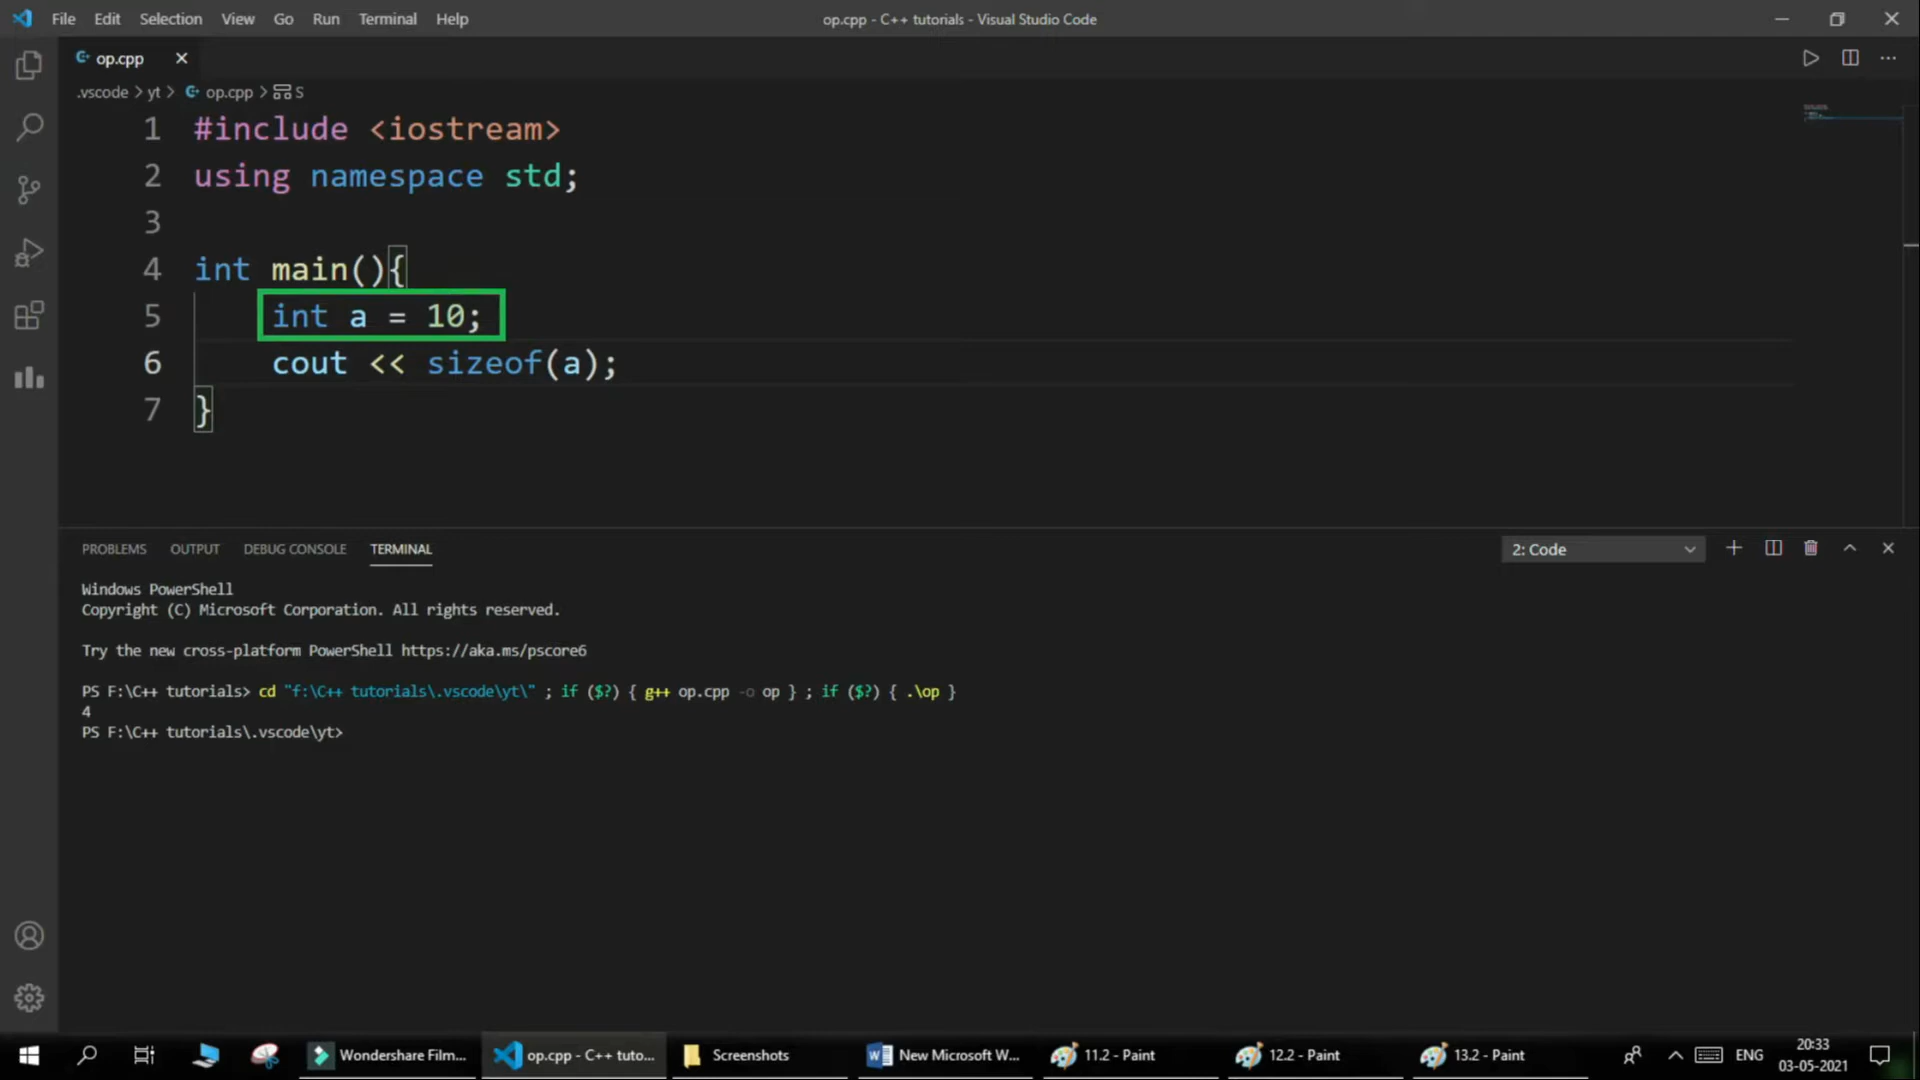 File Edit Selection View Go Run Terminal Help
op.cpp - C++ tutorials - Visual Studio Code
op.cpp
.vscode > yt > op.cpp > S
1 #include <iostream>
2 using namespace std;
3
4 int main(){
5 int a = 10;
6 cout << sizeof(a);
7 }
PROBLEMS OUTPUT DEBUG CONSOLE TERMINAL
2: Code
Windows PowerShell
Copyright (C) Microsoft Corporation. All rights reserved.
Try the new cross-platform PowerShell https://aka.ms/pscore6
PS F:\C++ tutorials> cd "f:\C++ tutorials\.vscode\yt\" ; if ($?) { g++ op.cpp -o op } ; if ($?) { .\op }
4
PS F:\C++ tutorials\.vscode\yt>
Wondershare Film... op.cpp - C++ tuto... Screenshots New Microsoft W... 11.2 - Paint 12.2 - Paint 13.2 - Paint ENG
20:33
03-05-2021